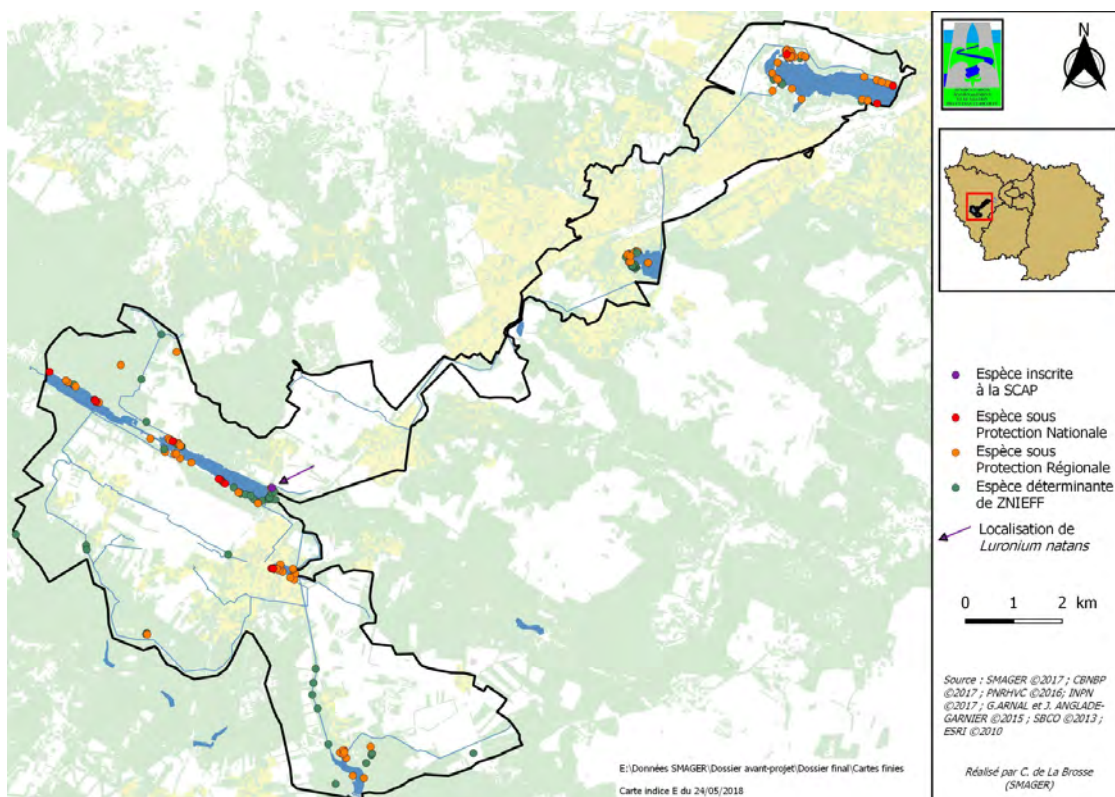 N
Espèce inscrite
à la SCAP
Espèce sous
Protection Nationale
Espèce sous
Protection Régionale
Espèce déterminante
de ZNIEFF
Localisation de
Luronium natans
0 1 2 km
Source : SMAGER ©2017 ; CBNBP
©2017 ; PNRHVC ©2016; INPN
©2017 ; G.ARNAL et J. ANGLADE-
GARNIER ©2015 ; SBCO ©2013 ;
ESRI ©2010
E:\Données SMAGER\Dossier avant-projet\Dossier final\Cartes finies
Carte indice E du 24/05/2018
Réalisé par C. de La Brosse
(SMAGER)